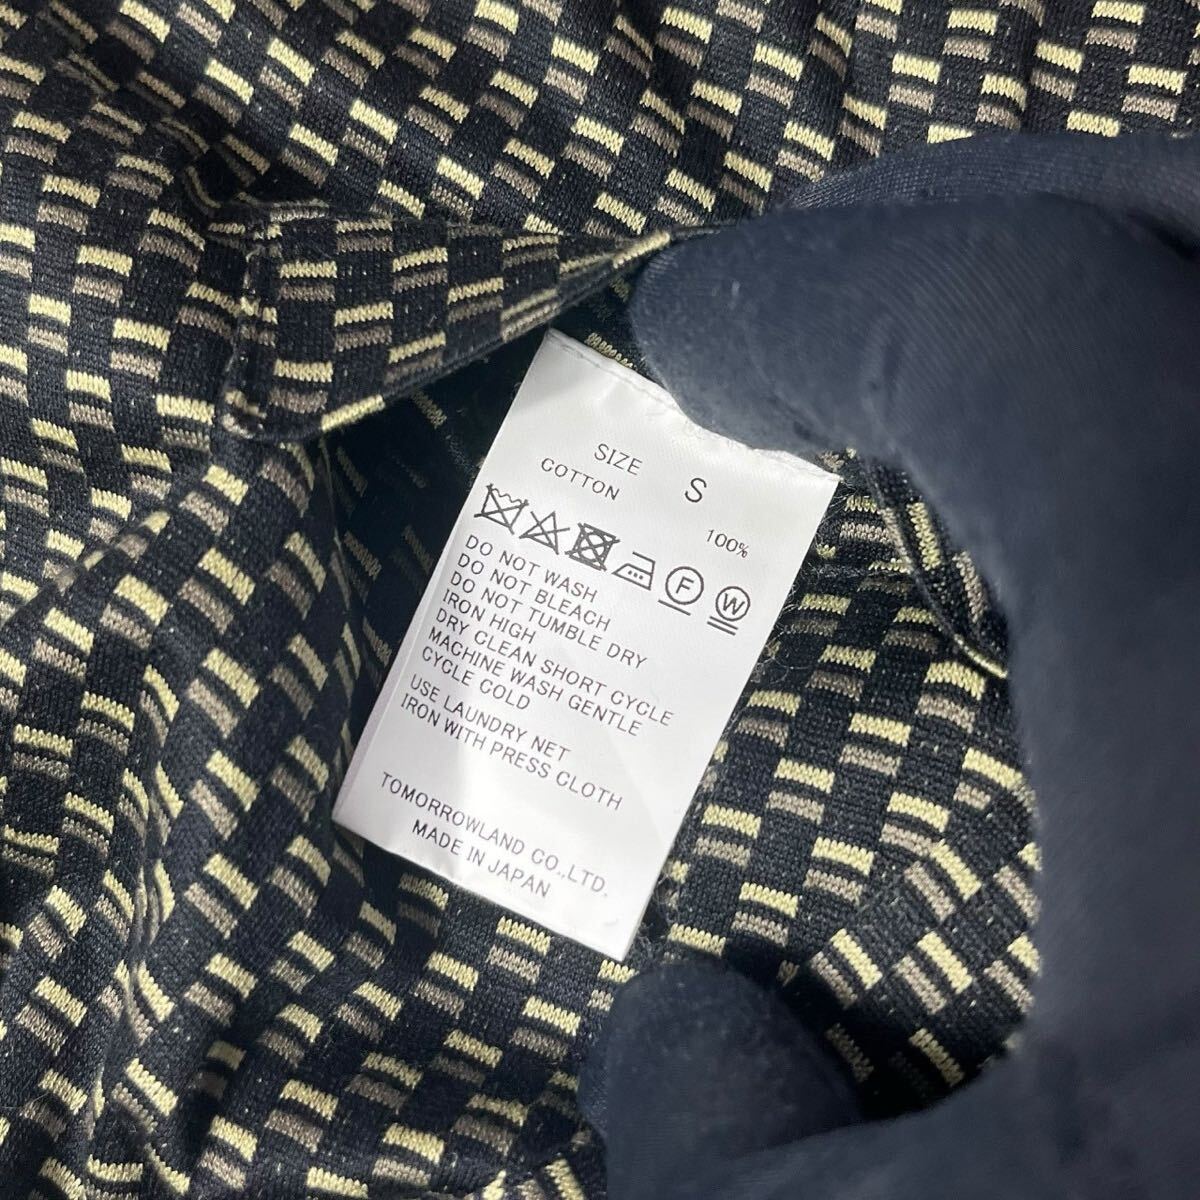 SIZE S
COTTON 100%
F W
DO NOT WASH
DO NOT BLEACH
DO NOT TUMBLE DRY
IRON HIGH
DRY CLEAN SHORT CYCLE
MACHINE WASH GENTLE
CYCLE COLD
USE LAUNDRY NET
IRON WITH PRESS CLOTH
TOMORROWLAND CO.,LTD.
MADE IN JAPAN